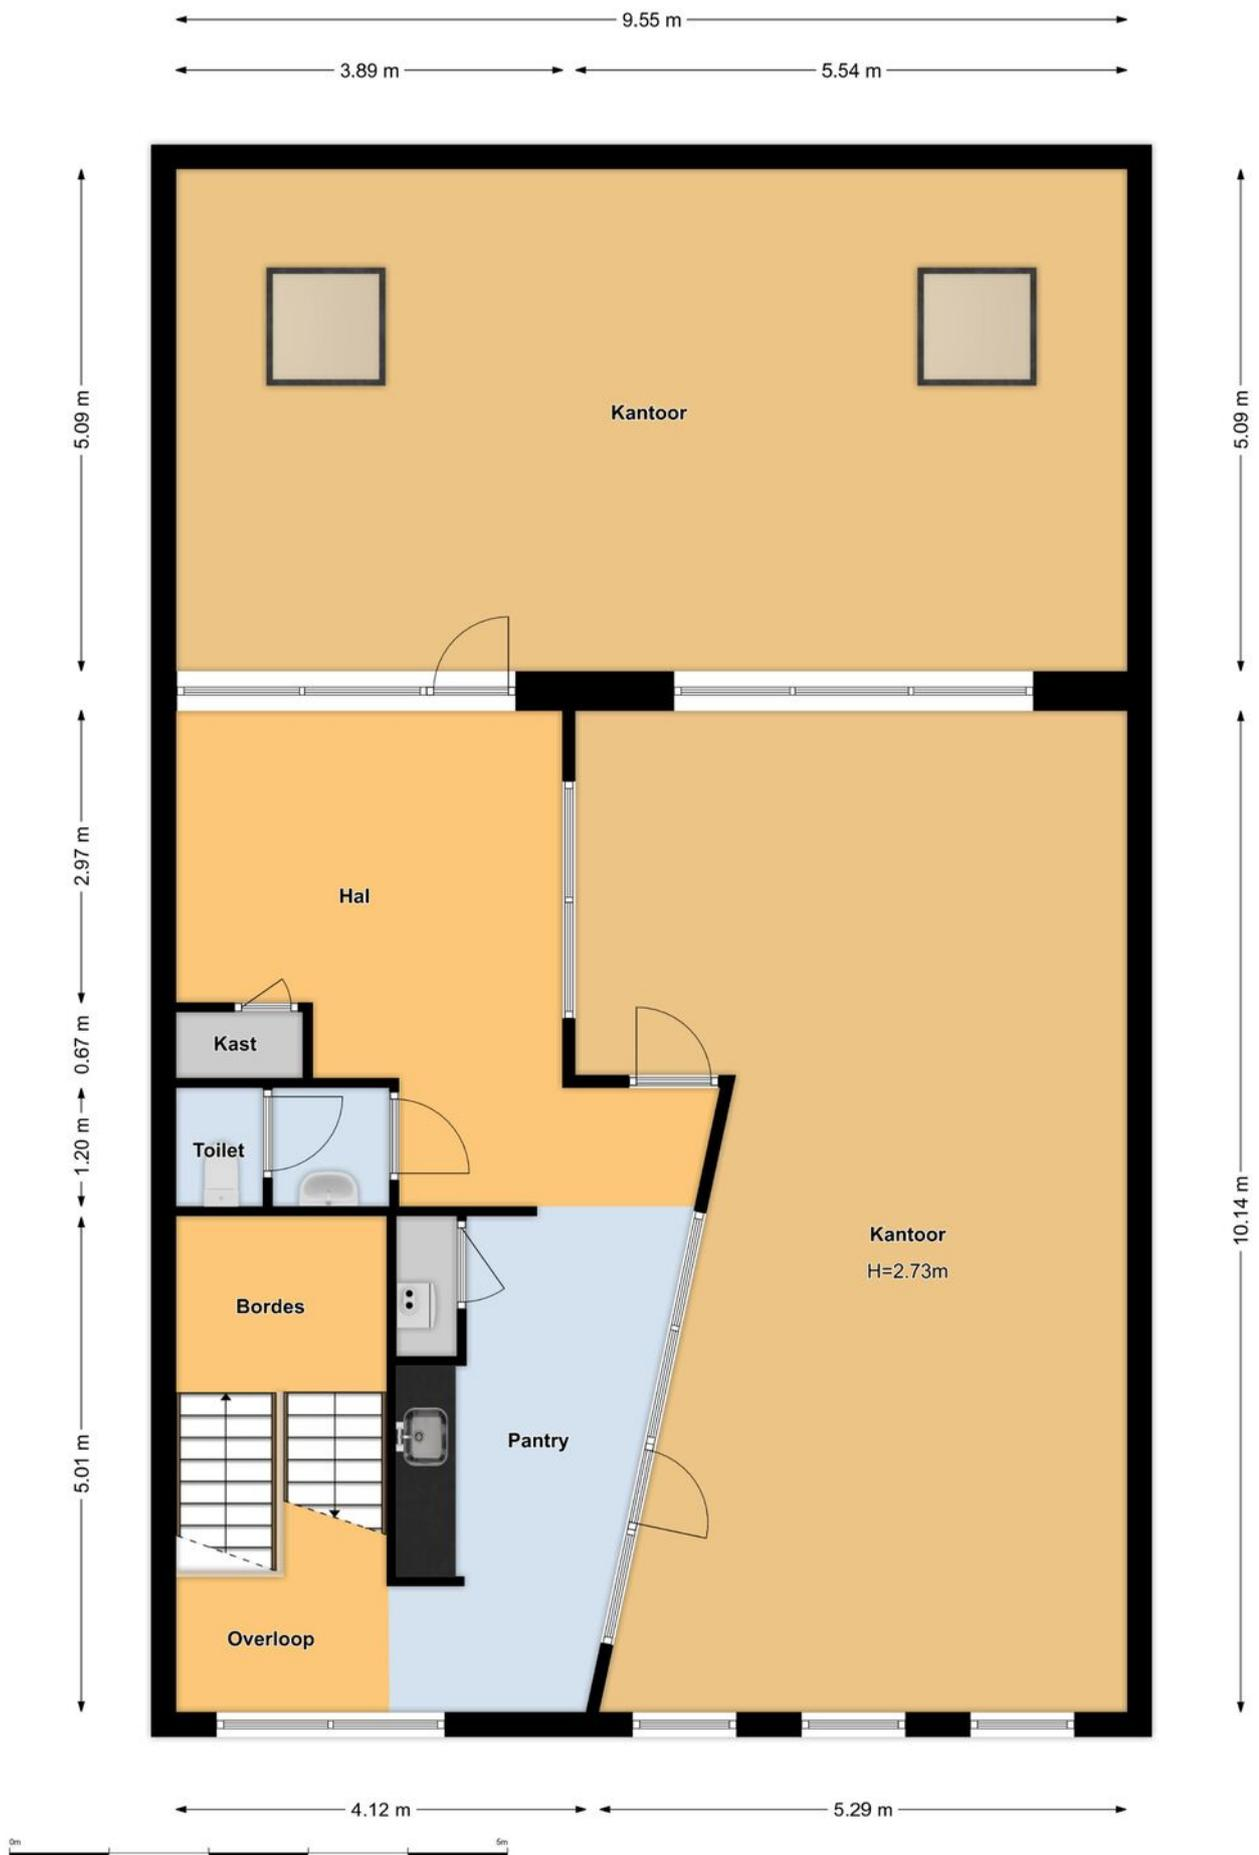 9.55 m
3.89 m
5.54 m
5.09 m
5.09 m
Kantoor
2.97 m
Hal
0.67 m
Kast
1.20 m
Toilet
10.14 m
Kantoor
H=2.73m
Bordes
5.01 m
Pantry
Overloop
4.12 m
5.29 m
0m
5m